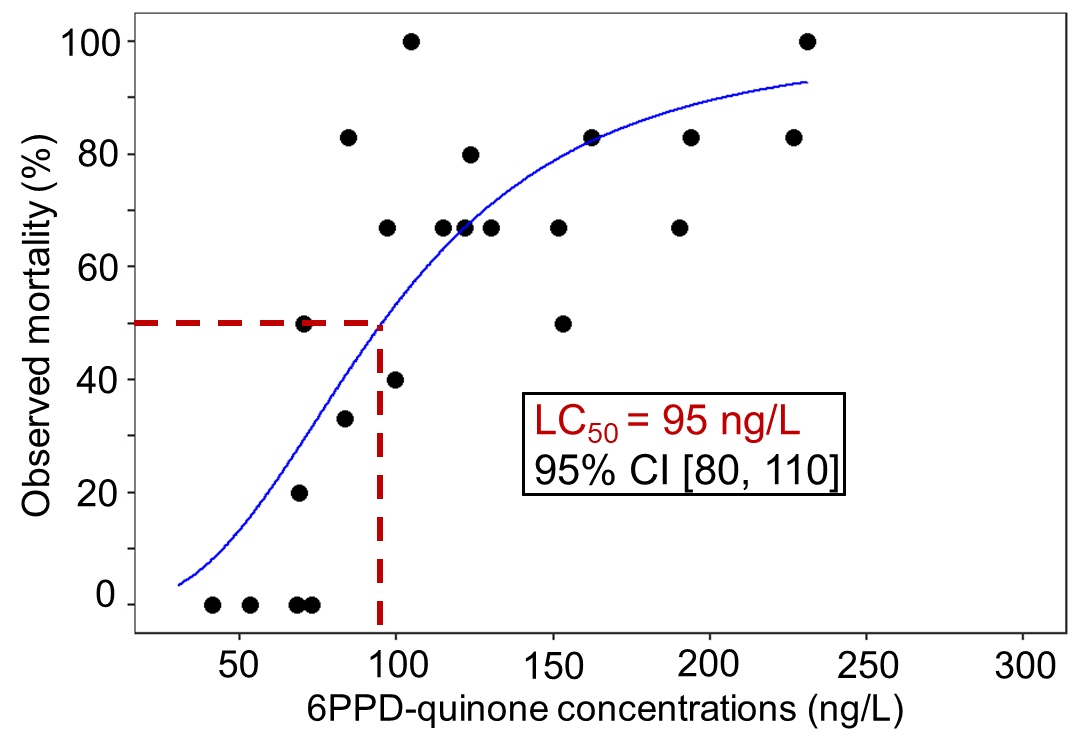 100
80
60
40
20
0
Observed mortality (%)
LC₅₀ = 95 ng/L
95% CI [80, 110]
50 100 150 200 250 300
6PPD-quinone concentrations (ng/L)